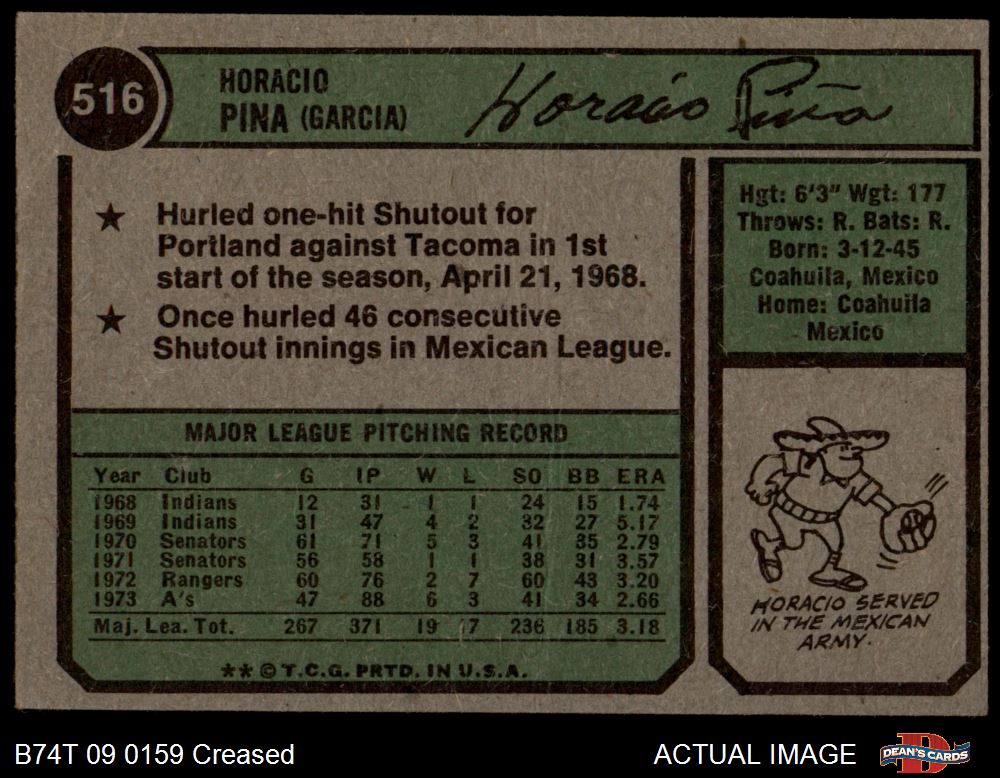 516
HORACIO
PINA (GARCIA)
Horacio Piña
★ Hurled one-hit Shutout for
Portland against Tacoma in 1st
start of the season, April 21, 1968.
★ Once hurled 46 consecutive
Shutout innings in Mexican League.
Hgt: 6'3" Wgt: 177
Throws: R. Bats: R.
Born: 3-12-45
Coahuila, Mexico
Home: Coahuila
Mexico
MAJOR LEAGUE PITCHING RECORD
Year Club G IP W L SO BB ERA
1968 Indians 12 31 1 1 24 15 1.74
1969 Indians 31 47 4 2 32 27 5.17
1970 Senators 61 71 5 3 41 35 2.79
1971 Senators 56 58 1 1 38 31 3.57
1972 Rangers 60 76 2 7 60 43 3.20
1973 A's 47 88 6 3 41 34 2.66
Maj. Lea. Tot. 267 371 19 17 236 185 3.18
** © T.C.G. PRTD. IN U.S.A.
HORACIO SERVED
IN THE MEXICAN
ARMY.
B74T 09 0159 Creased
ACTUAL IMAGE
DEAN'S CARDS